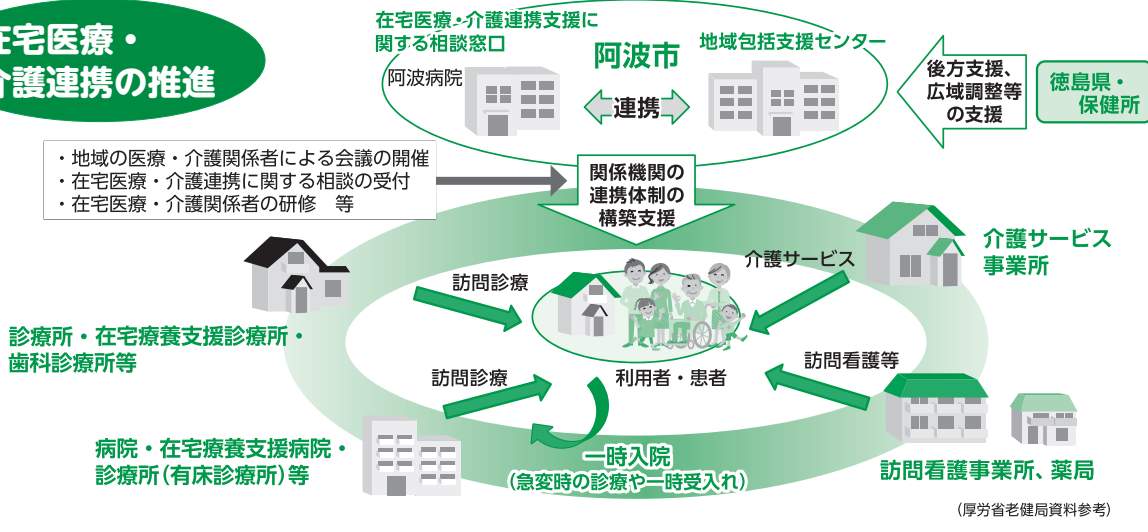 在宅医療・
介護連携の推進
在宅医療・介護連携支援に
関する相談窓口
阿波病院
阿波市
地域包括支援センター
連携
後方支援、
広域調整等
の支援
徳島県・
保健所
・地域の医療・介護関係者による会議の開催
・在宅医療・介護連携に関する相談の受付
・在宅医療・介護関係者の研修　等
関係機関の
連携体制の
構築支援
介護サービス
事業所
介護サービス
訪問診療
診療所・在宅療養支援診療所・
歯科診療所等
訪問診療
利用者・患者
訪問看護等
病院・在宅療養支援病院・
診療所（有床診療所）等
一時入院
（急変時の診療や一時受入れ）
訪問看護事業所、薬局
（厚労省老健局資料参考）